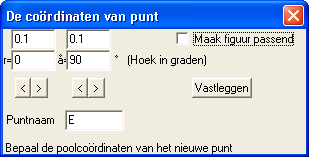 De coördinaten van punt
0.1 0.1 Maak figuur passend
r= 0 å= 90 ° (Hoek in graden)
< > < > Vastleggen
Puntnaam E
Bepaal de poolcoördinaten van het nieuwe punt